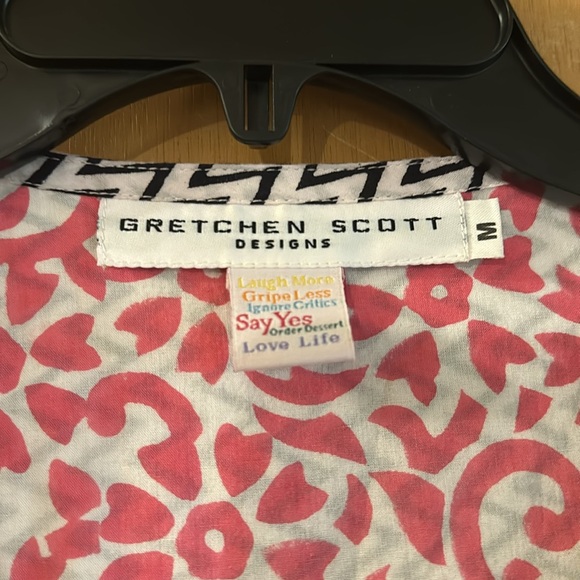 GRETCHEN SCOTT
DESIGNS
M
Laugh More
Gripe Less
Ignore Critics
Say Yes
Order Dessert
Love Life